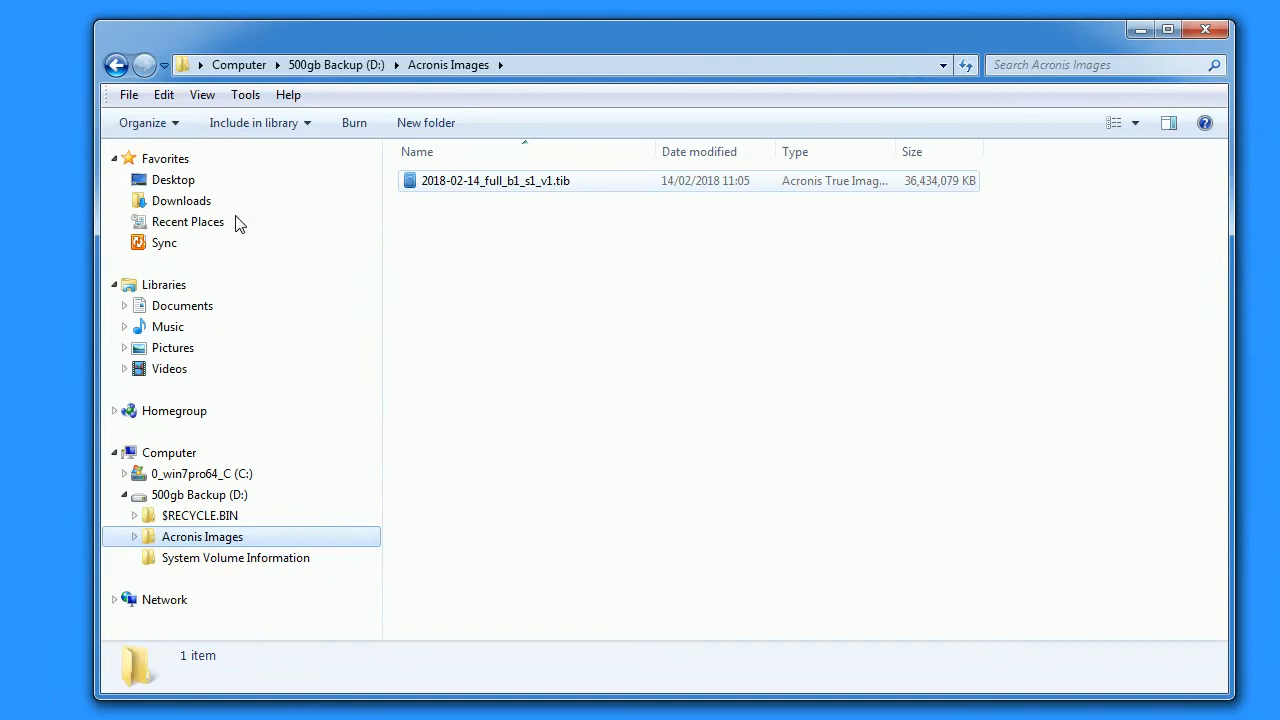 Computer 500gb Backup (D:) Acronis Images Search Acronis Images
File Edit View Tools Help
Organize Include in library Burn New folder
Favorites
Desktop
Downloads
Recent Places
Sync
Libraries
Documents
Music
Pictures
Videos
Homegroup
Computer
0_win7pro64_C (C:)
500gb Backup (D:)
$RECYCLE.BIN
Acronis Images
System Volume Information
Network
Name Date modified Type Size
2018-02-14_full_b1_s1_v1.tib 14/02/2018 11:05 Acronis True Imag... 36,434,079 KB
1 item